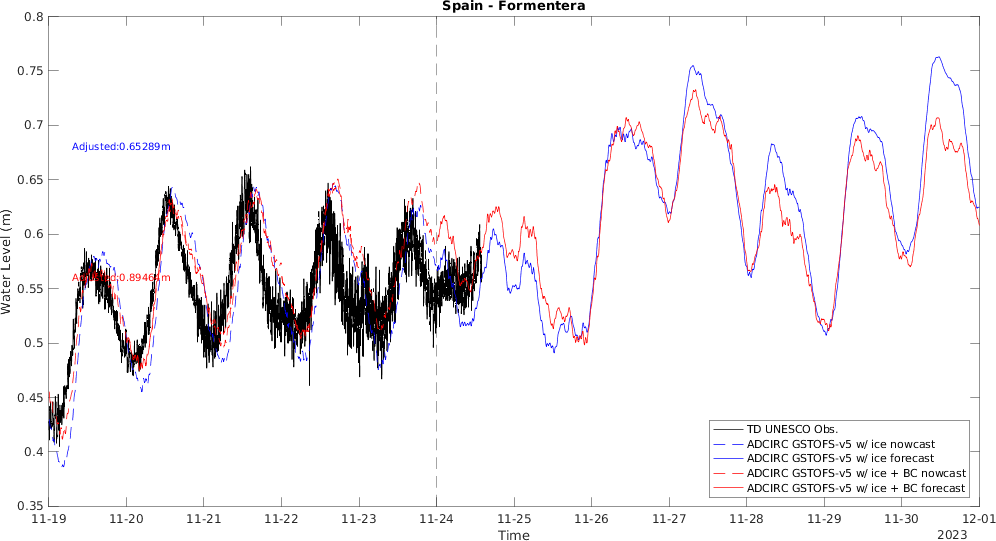 Spain - Formentera
0.8
0.75
0.7
0.65
0.6
0.55
0.5
0.45
0.4
0.35
Water Level (m)
Adjusted:0.65289m
Adjusted:0.89464m
TD UNESCO Obs.
ADCIRC GSTOFS-v5 w/ ice nowcast
ADCIRC GSTOFS-v5 w/ ice forecast
ADCIRC GSTOFS-v5 w/ ice + BC nowcast
ADCIRC GSTOFS-v5 w/ ice + BC forecast
11-19 11-20 11-21 11-22 11-23 11-24 11-25 11-26 11-27 11-28 11-29 11-30 12-01
Time
2023